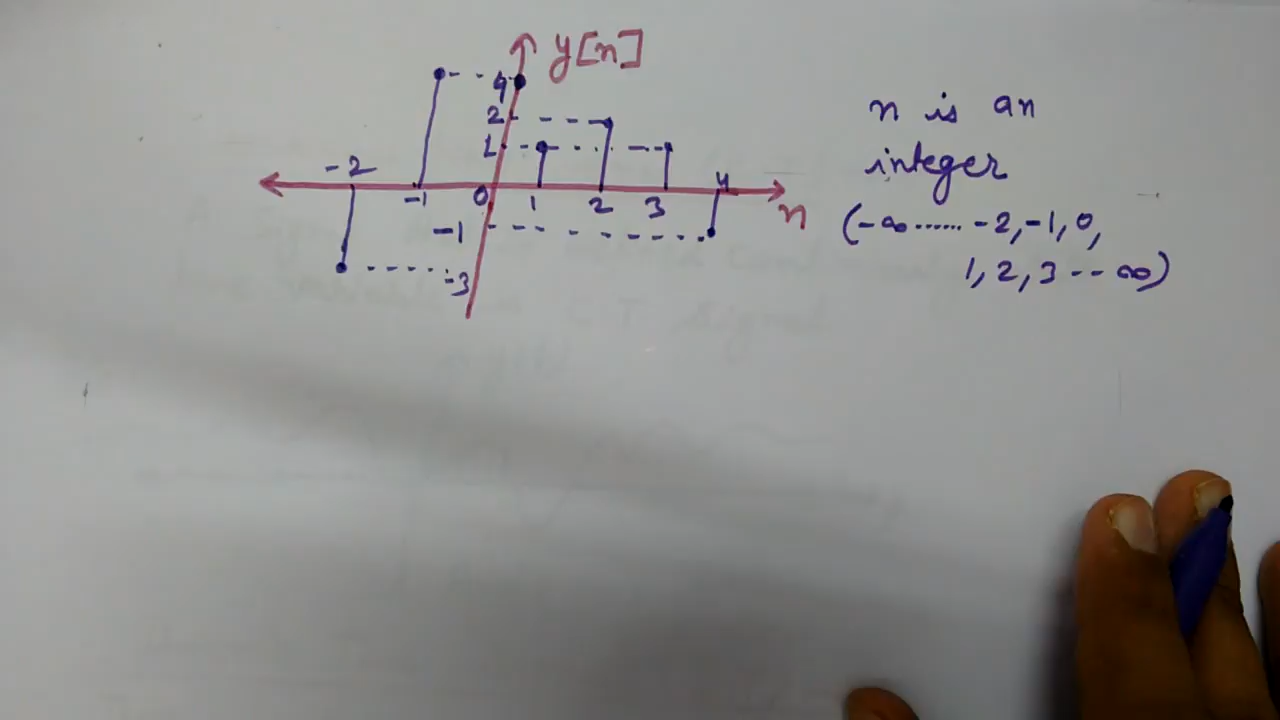 y[n]
4
2
1
-2
-1 0 1 2 3 4
n
-1
-3
n is an
integer
(-∞ ...... -2, -1, 0,
1, 2, 3 -- ∞)